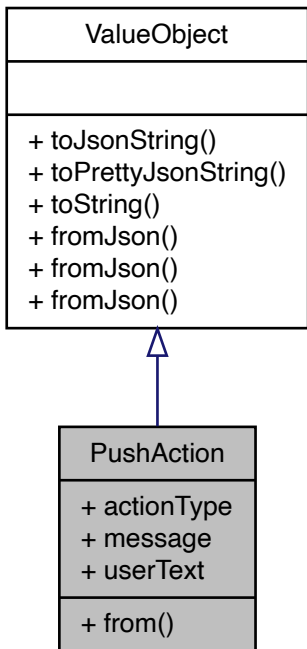 ValueObject
+ toJsonString()
+ toPrettyJsonString()
+ toString()
+ fromJson()
+ fromJson()
+ fromJson()
PushAction
+ actionType
+ message
+ userText
+ from()